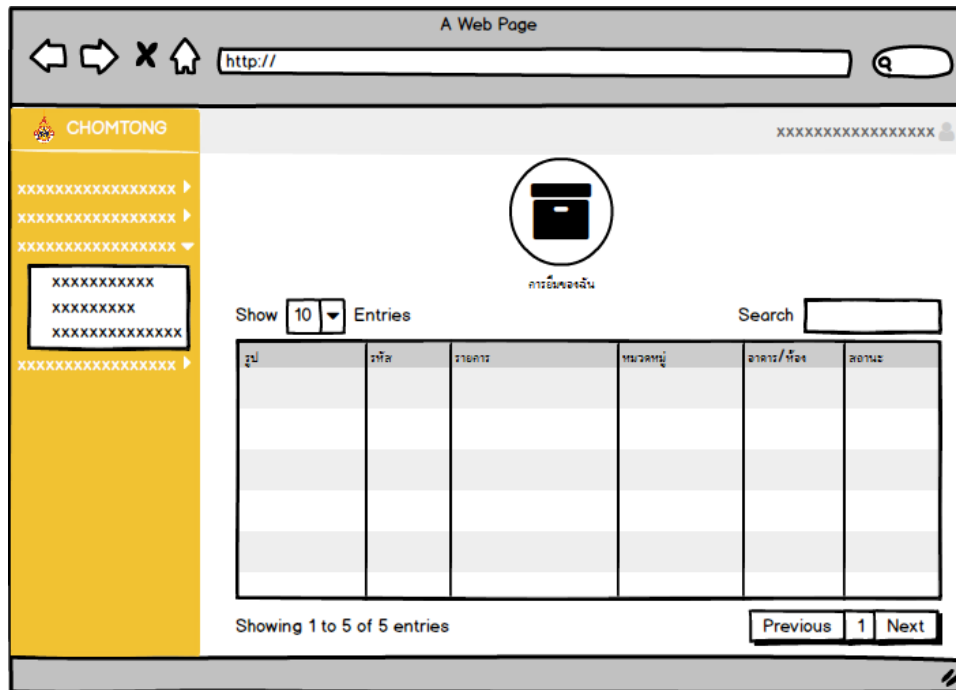 A Web Page
http://
CHOMTONG
xxxxxxxxxxxxxxxxx
xxxxxxxxxxxxxxxxx
xxxxxxxxxxxxxxxxx
xxxxxxxxxxxxxxxxx
xxxxxxxxxxx
xxxxxxxxx
xxxxxxxxxxxxxx
xxxxxxxxxxxxxxxxx
การยืมของฉัน
Show 10 Entries Search
รูป รหัส รายการ หมวดหมู่ อาคาร/ห้อง สถานะ
Showing 1 to 5 of 5 entries Previous 1 Next